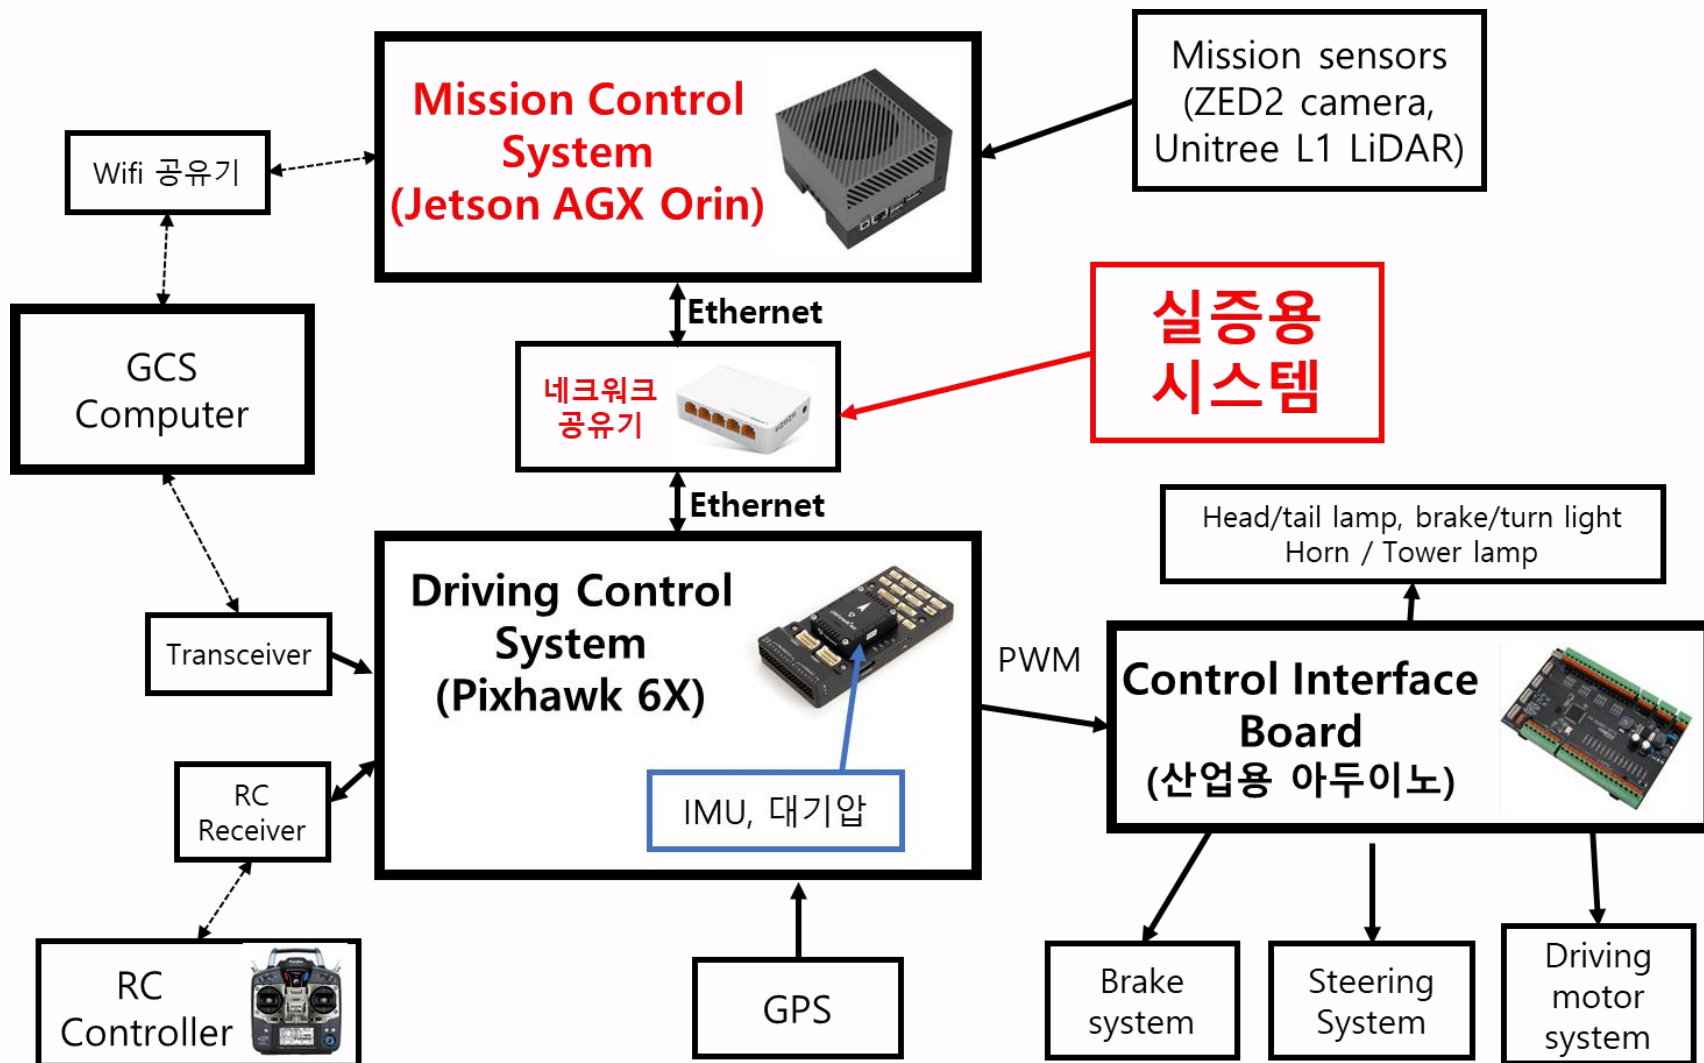 Mission Control
System
(Jetson AGX Orin)
Mission sensors
(ZED2 camera,
Unitree L1 LiDAR)
Wifi 공유기
Ethernet
실증용
시스템
GCS
Computer
네크워크
공유기
Ethernet
Head/tail lamp, brake/turn light
Horn / Tower lamp
Driving Control
System
(Pixhawk 6X)
Transceiver
PWM
Control Interface
Board
(산업용 아두이노)
RC
Receiver
IMU, 대기압
RC
Controller
GPS
Brake
system
Steering
System
Driving
motor
system